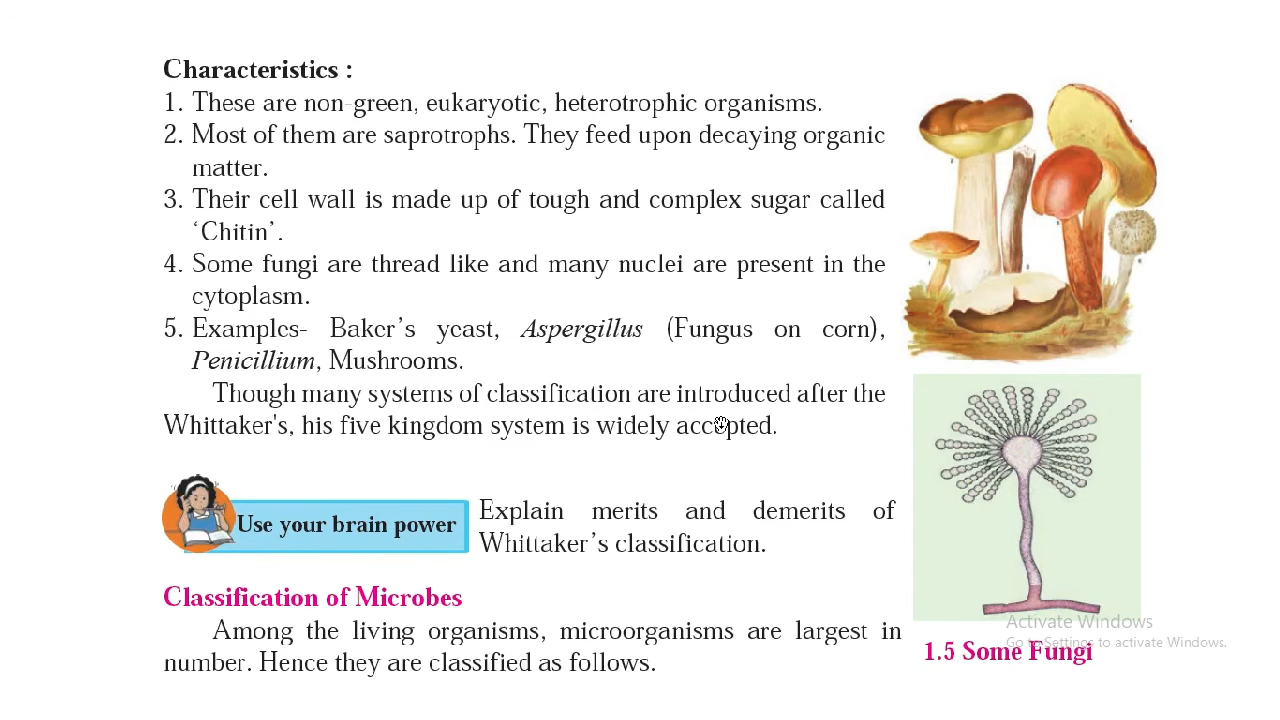 Characteristics :
1. These are non-green, eukaryotic, heterotrophic organisms.
2. Most of them are saprotrophs. They feed upon decaying organic
matter.
3. Their cell wall is made up of tough and complex sugar called
‘Chitin’.
4. Some fungi are thread like and many nuclei are present in the
cytoplasm.
5. Examples- Baker’s yeast, Aspergillus (Fungus on corn),
Penicillium, Mushrooms.
Though many systems of classification are introduced after the
Whittaker's, his five kingdom system is widely accepted.
Use your brain power
Explain merits and demerits of
Whittaker’s classification.
Classification of Microbes
Among the living organisms, microorganisms are largest in
number. Hence they are classified as follows.
Activate Windows
Go to Settings to activate Windows.
1.5 Some Fungi